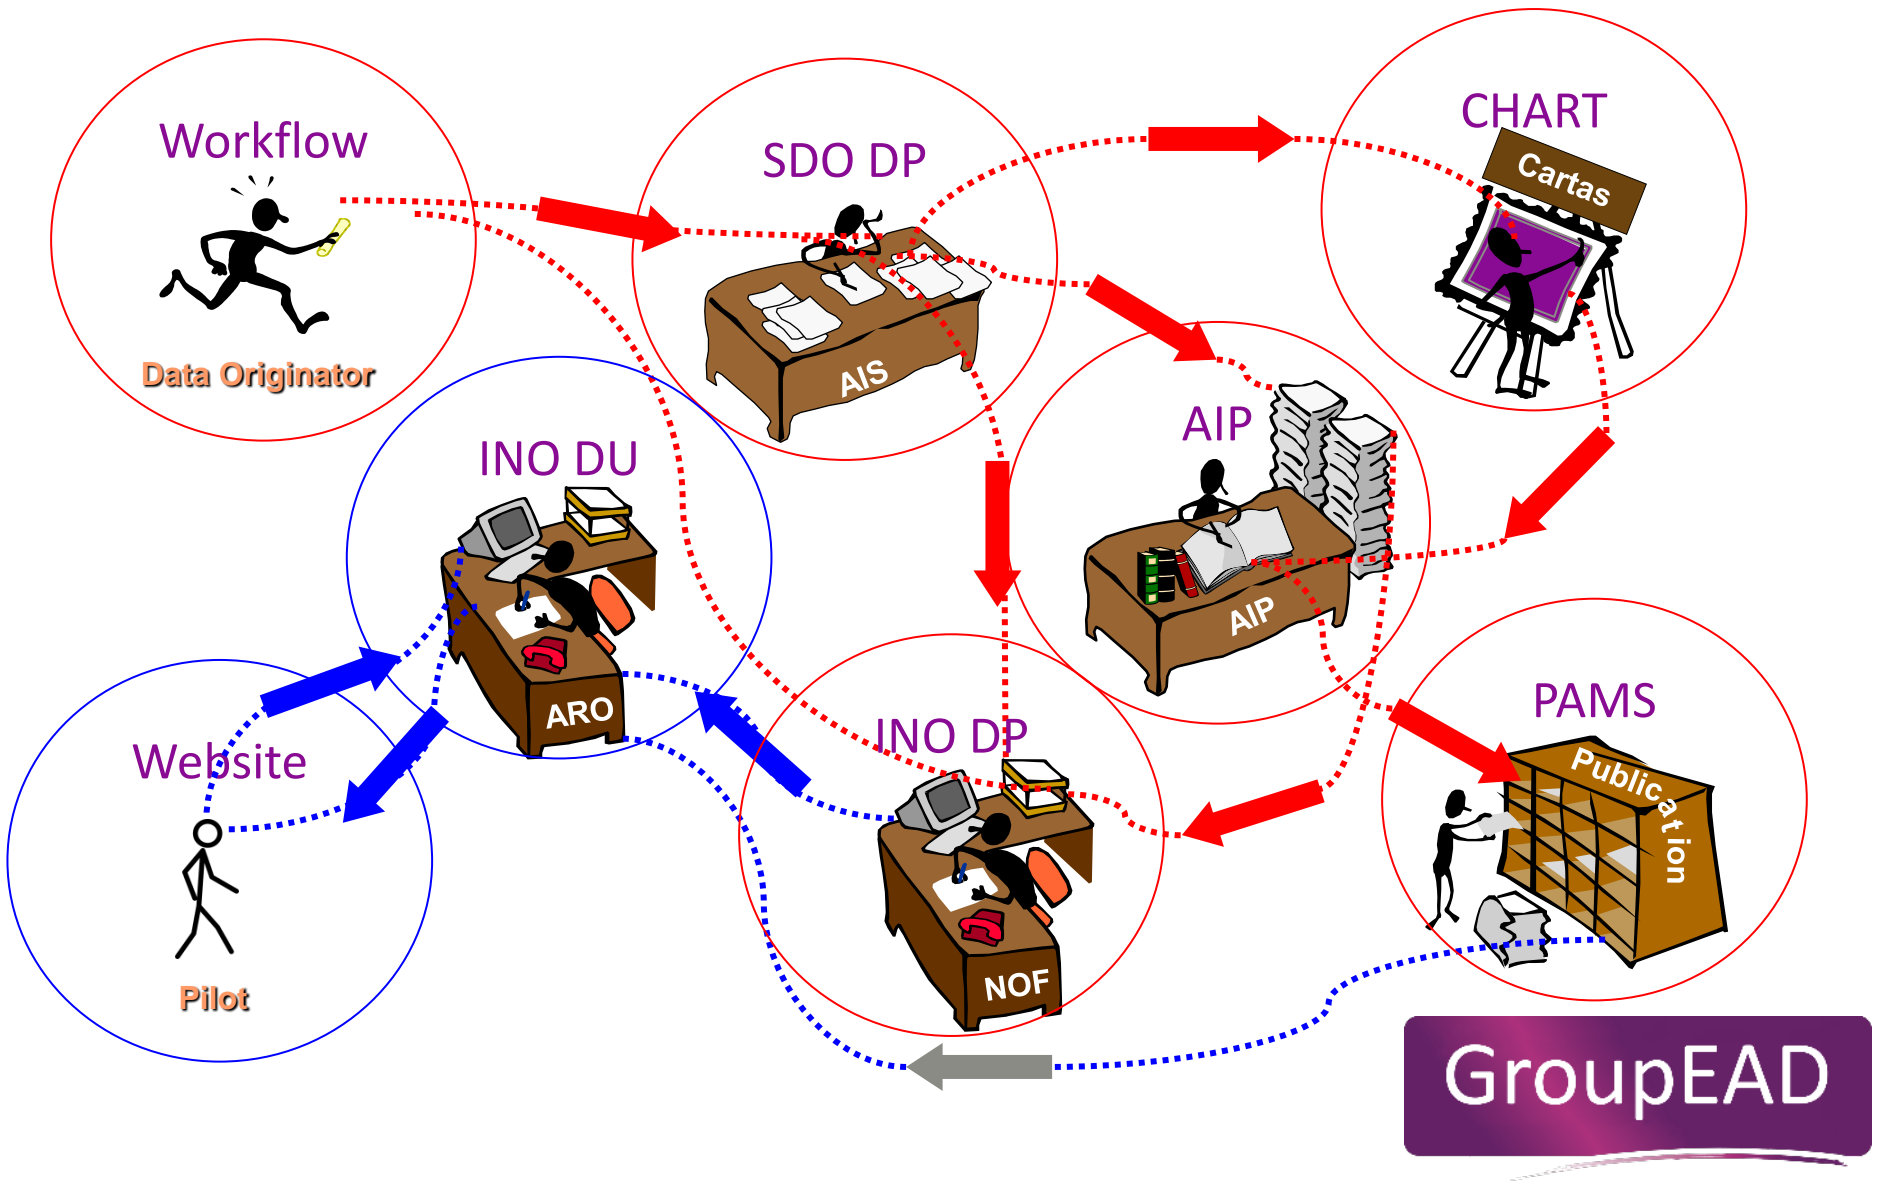 Workflow
Data Originator
SDO DP
AIS
CHART
Cartas
INO DU
ARO
AIP
AIP
Website
Pilot
INO DP
NOF
PAMS
Publication
GroupEAD